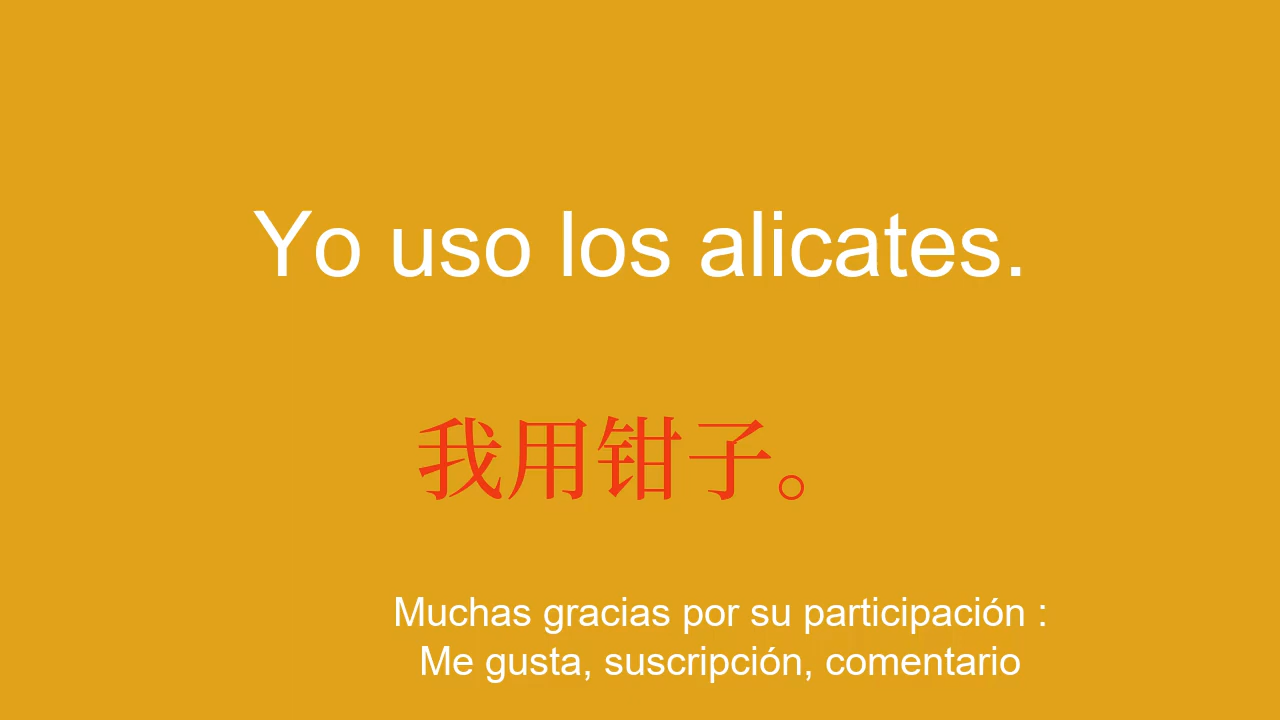 Yo uso los alicates.
我用钳子。
Muchas gracias por su participación :
Me gusta, suscripción, comentario